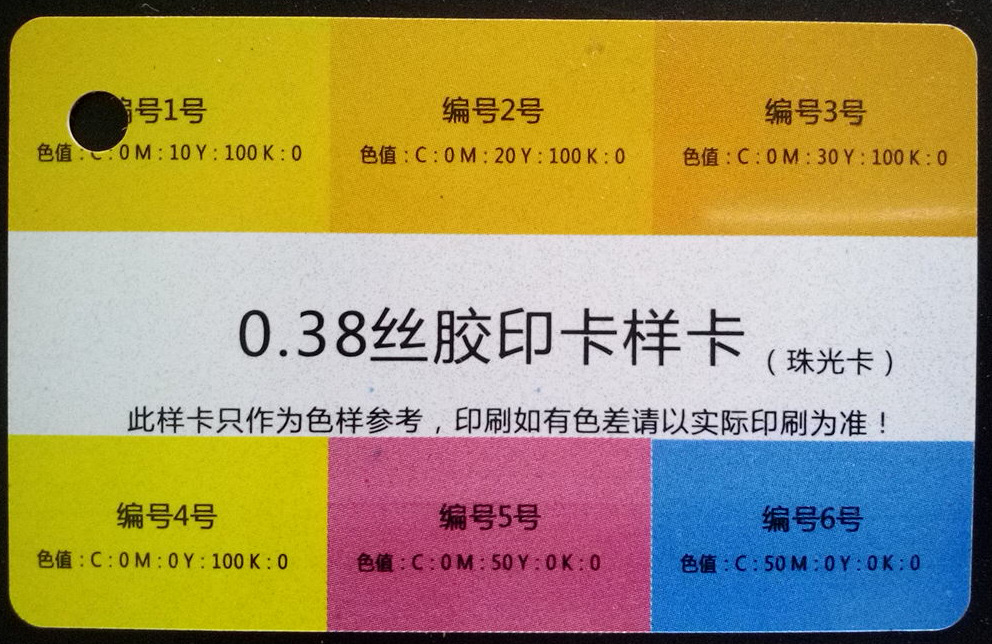 编号1号
编号2号
编号3号
色值：C：0 M：10 Y：100 K：0
色值：C：0 M：20 Y：100 K：0
色值：C：0 M：30 Y：100 K：0
0.38丝胶印卡样卡（珠光卡）
此样卡只作为色样参考，印刷如有色差请以实际印刷为准！
编号4号
编号5号
编号6号
色值：C：0 M：0 Y：100 K：0
色值：C：0 M：50 Y：0 K：0
色值：C：50 M：0 Y：0 K：0